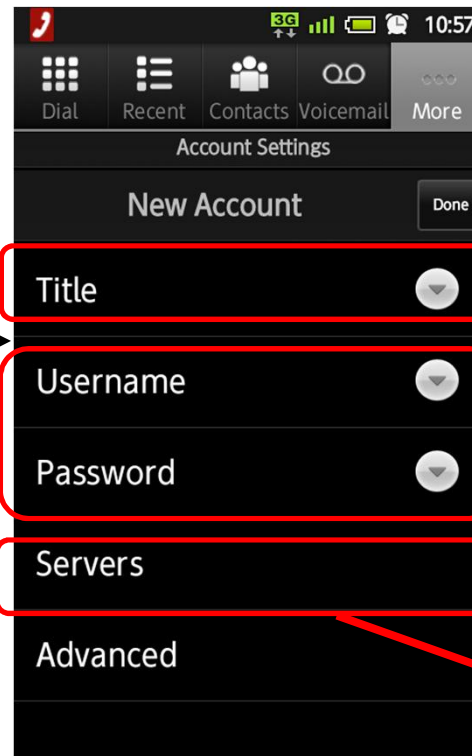 3G 10:57
Dial Recent Contacts Voicemail More
Account Settings
New Account Done
Title
Username
Password
Servers
Advanced